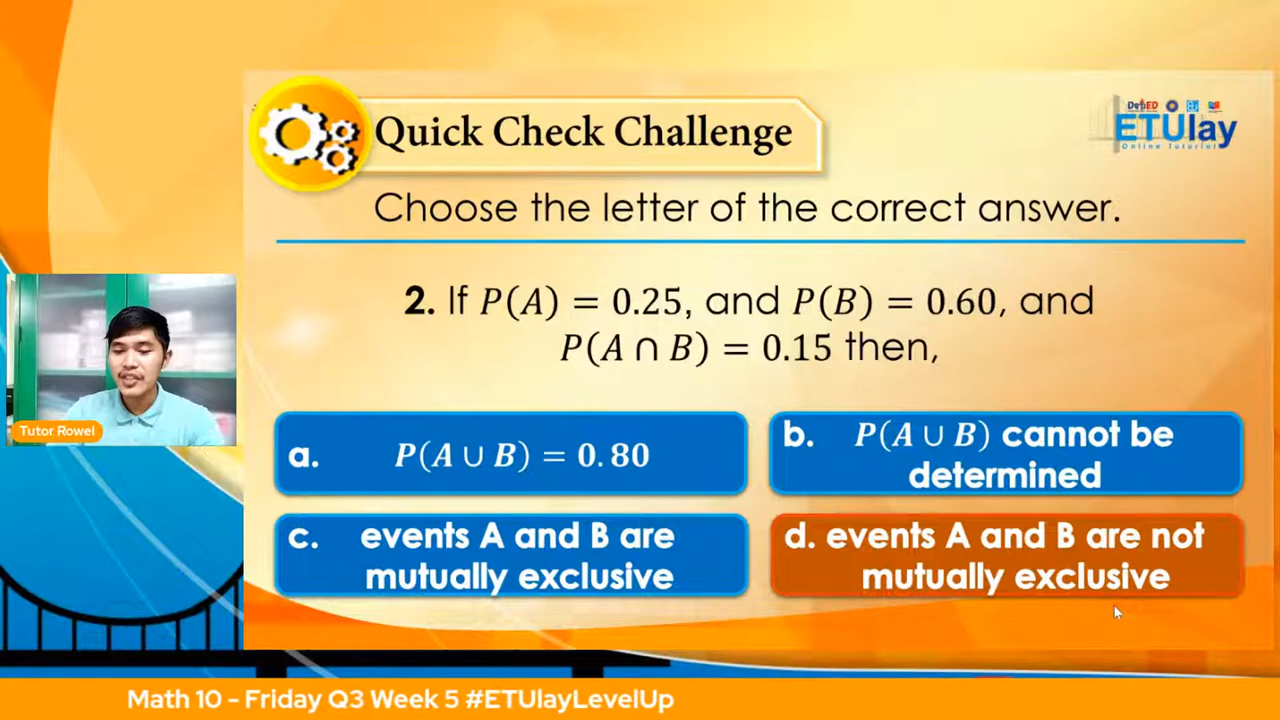 Quick Check Challenge
DepED
ETUlay
Online Tutorial
Choose the letter of the correct answer.
2. If P(A) = 0.25, and P(B) = 0.60, and
P(A ∩ B) = 0.15 then,
a. P(A ∪ B) = 0.80
b. P(A ∪ B) cannot be
determined
c. events A and B are
mutually exclusive
d. events A and B are not
mutually exclusive
Tutor Rowel
Math 10 - Friday Q3 Week 5 #ETUlayLevelUp